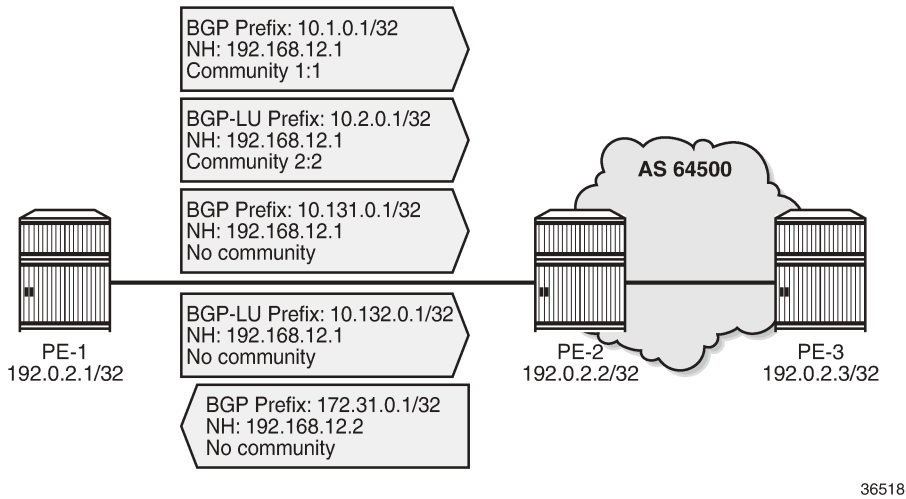 BGP Prefix: 10.1.0.1/32
NH: 192.168.12.1
Community 1:1
BGP-LU Prefix: 10.2.0.1/32
NH: 192.168.12.1
Community 2:2
AS 64500
BGP Prefix: 10.131.0.1/32
NH: 192.168.12.1
No community
BGP-LU Prefix: 10.132.0.1/32
NH: 192.168.12.1
No community
PE-1
192.0.2.1/32
PE-2
192.0.2.2/32
PE-3
192.0.2.3/32
BGP Prefix: 172.31.0.1/32
NH: 192.168.12.2
No community
36518